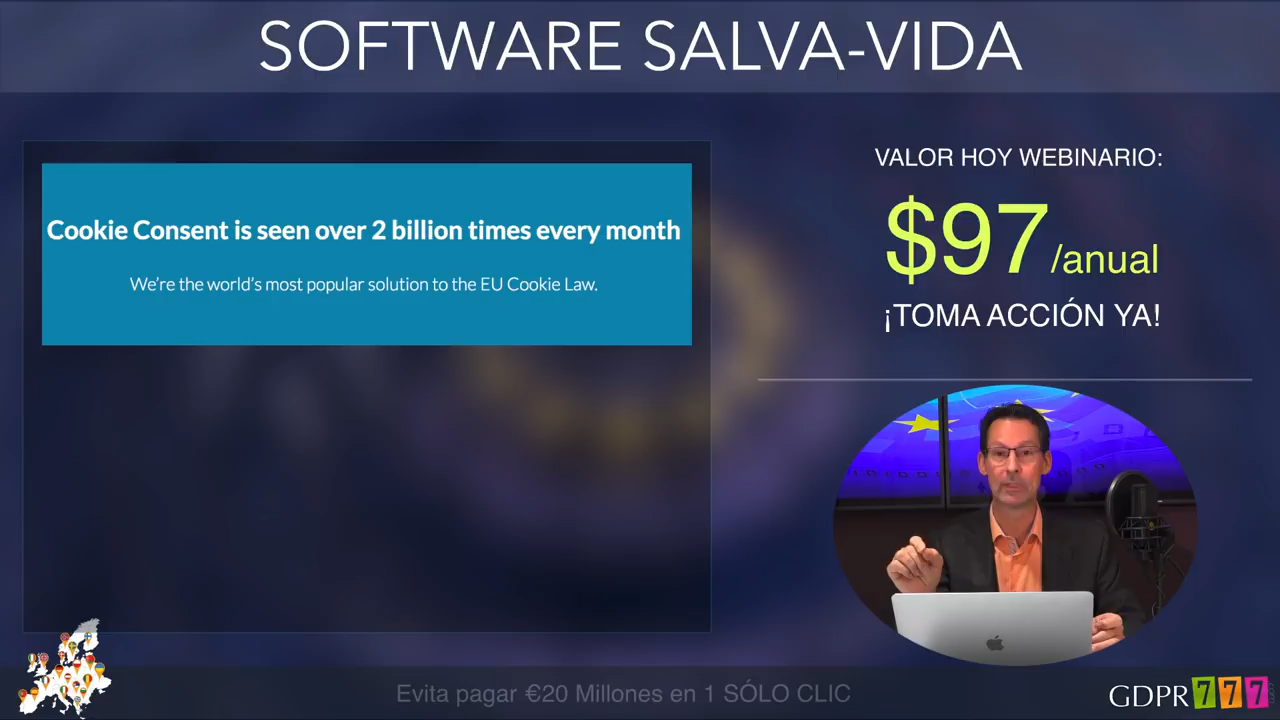 SOFTWARE SALVA-VIDA
Cookie Consent is seen over 2 billion times every month
We're the world's most popular solution to the EU Cookie Law.
VALOR HOY WEBINARIO:
$97/anual
¡TOMA ACCIÓN YA!
Evita pagar €20 Millones en 1 SÓLO CLIC
GDPR777